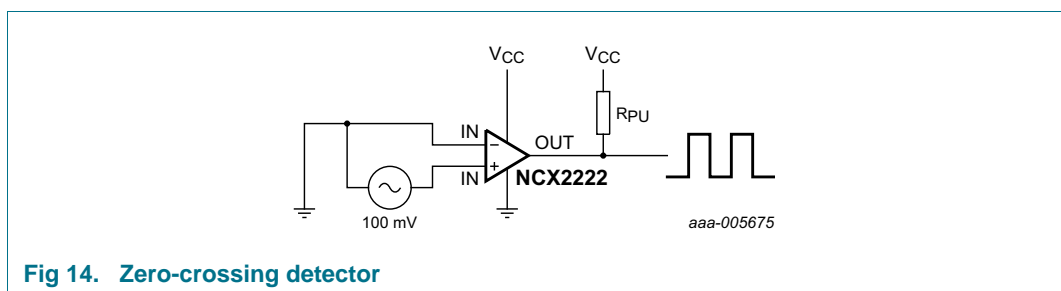 VCC VCC
RPU
IN OUT
−
+
IN NCX2222
100 mV aaa-005675
Fig 14. Zero-crossing detector